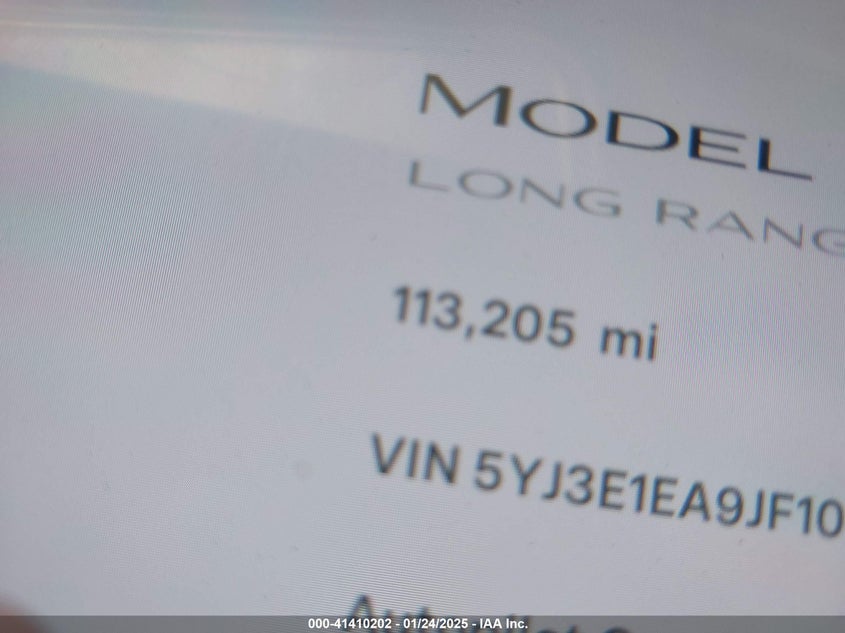 MODEL
LONG RANG
113,205 mi
VIN 5YJ3E1EA9JF10
000-41410202 - 01/24/2025 - IAA Inc.